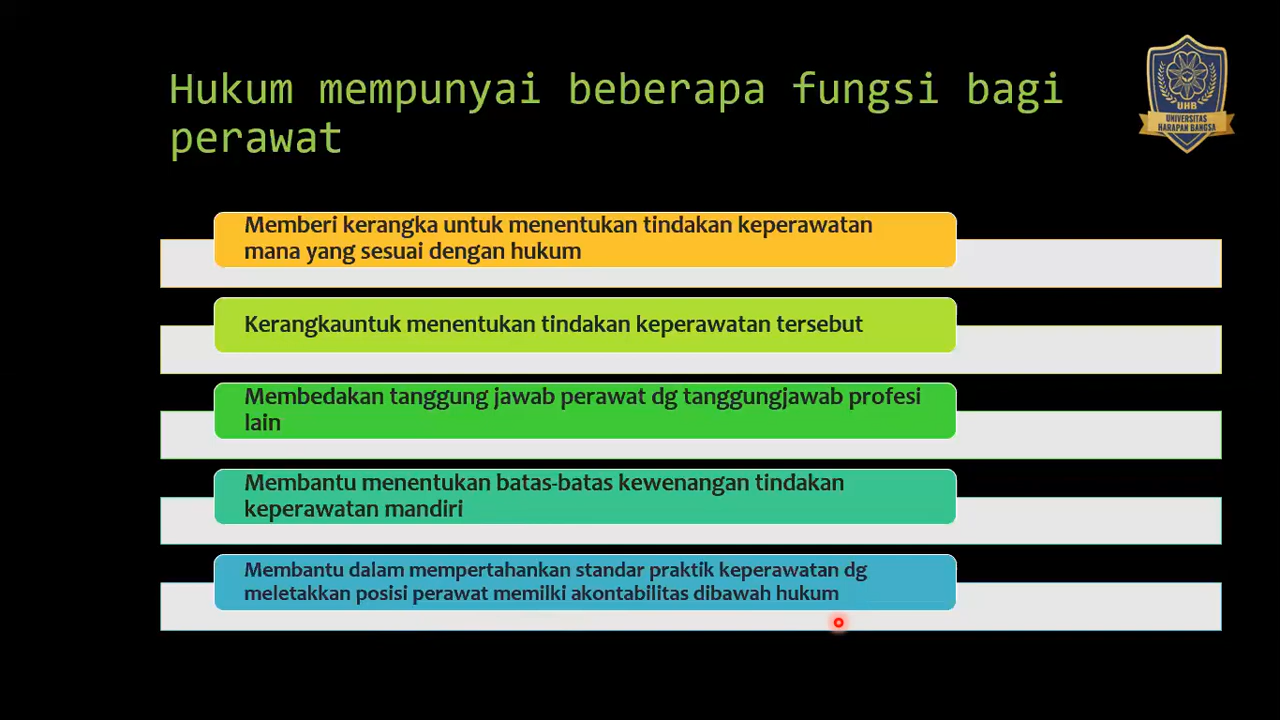 Hukum mempunyai beberapa fungsi bagi
perawat
UHB
UNIVERSITAS
HARAPAN BANGSA
Memberi kerangka untuk menentukan tindakan keperawatan
mana yang sesuai dengan hukum
Kerangkauntuk menentukan tindakan keperawatan tersebut
Membedakan tanggung jawab perawat dg tanggungjawab profesi
lain
Membantu menentukan batas-batas kewenangan tindakan
keperawatan mandiri
Membantu dalam mempertahankan standar praktik keperawatan dg
meletakkan posisi perawat memilki akontabilitas dibawah hukum